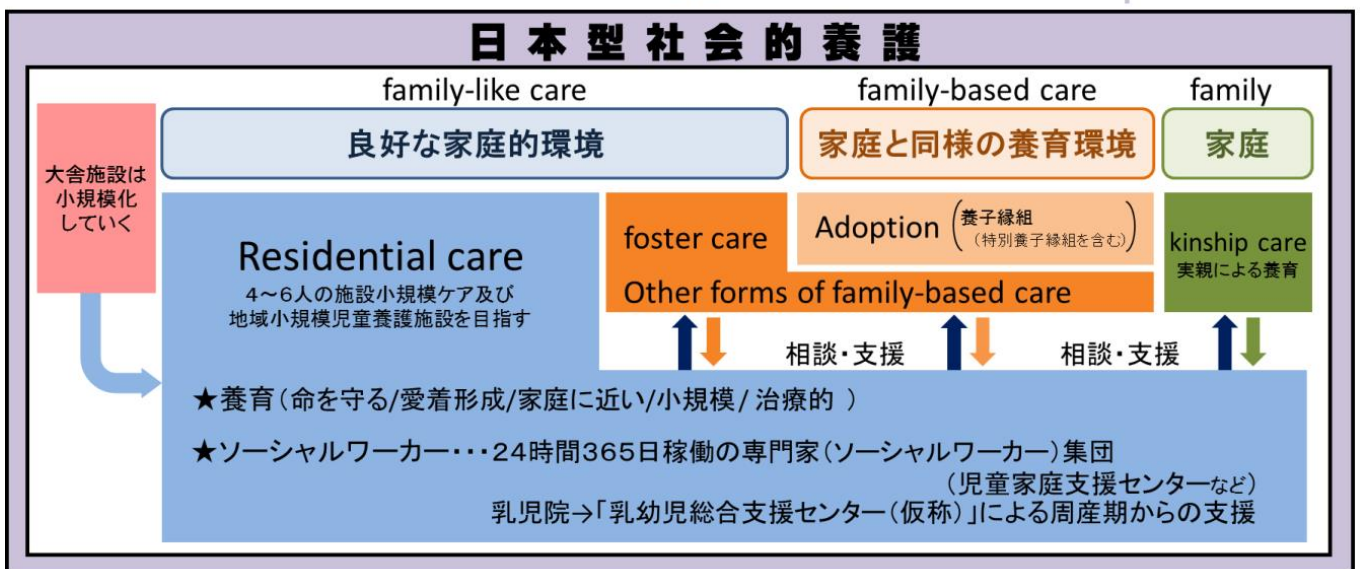 日本型社会的養護
family-like care
family-based care
family
良好な家庭的環境
家庭と同様の養育環境
家庭
大舎施設は
小規模化
していく
Residential care
4～6人の施設小規模ケア及び
地域小規模児童養護施設を目指す
foster care
Adoption (養子縁組
(特別養子縁組を含む))
Other forms of family-based care
kinship care
実親による養育
相談・支援
相談・支援
★養育(命を守る/愛着形成/家庭に近い/小規模/ 治療的 )
★ソーシャルワーカー・・・24時間365日稼働の専門家(ソーシャルワーカー)集団
(児童家庭支援センターなど)
乳児院→「乳幼児総合支援センター(仮称)」による周産期からの支援